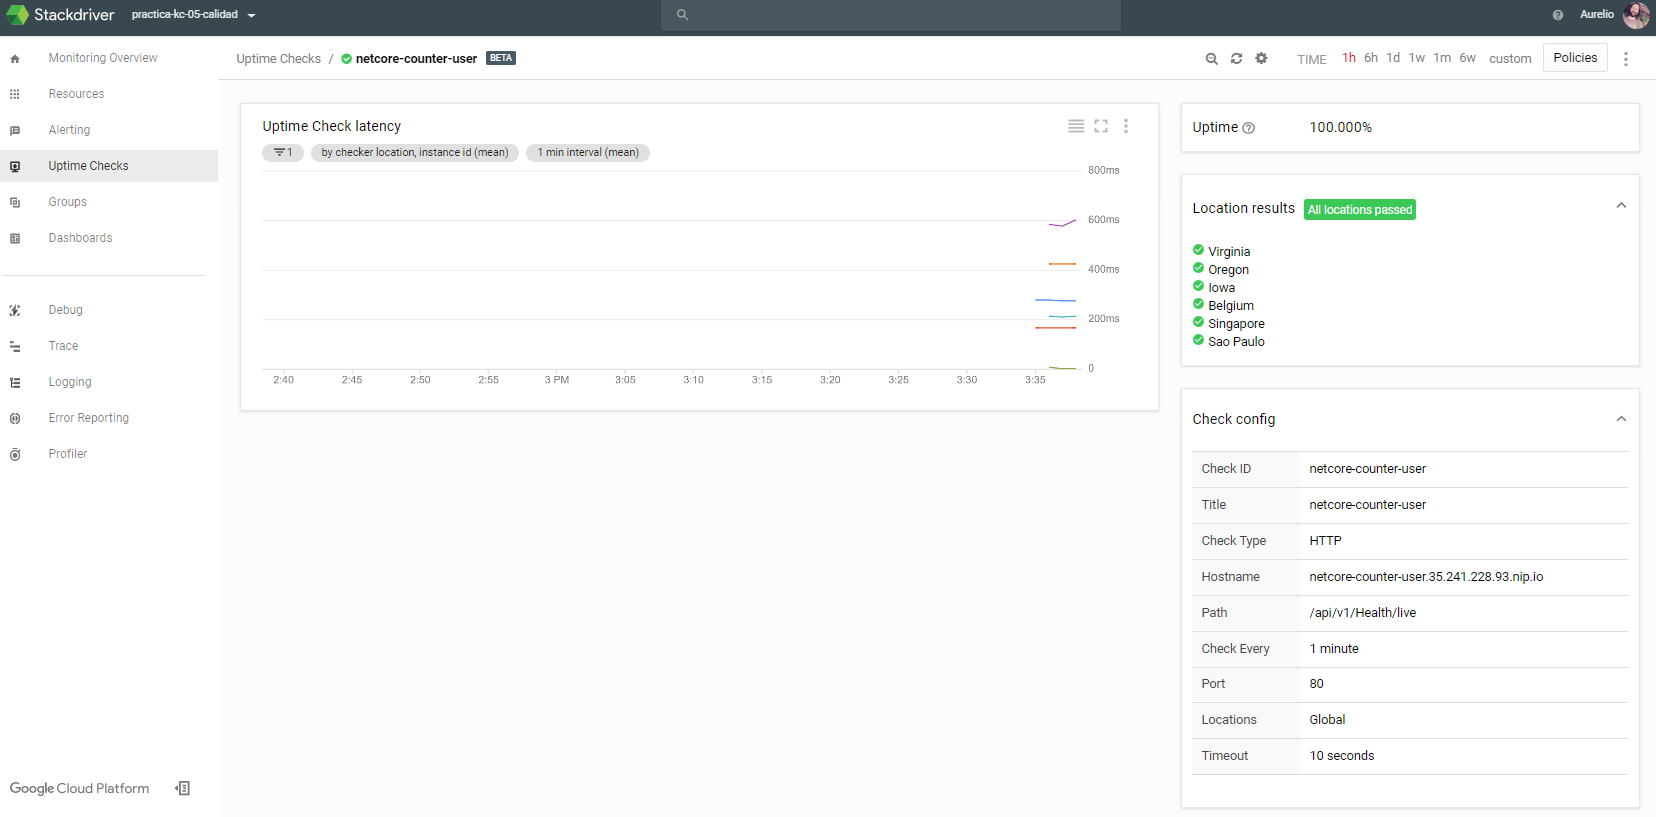 Stackdriver practica-kc-05-calidad Aurelio
Monitoring Overview
Resources
Alerting
Uptime Checks
Groups
Dashboards
Debug
Trace
Logging
Error Reporting
Profiler
Google Cloud Platform
Uptime Checks / netcore-counter-user BETA
TIME 1h 6h 1d 1w 1m 6w custom Policies
Uptime Check latency
1 by checker location, instance id (mean) 1 min interval (mean)
800ms
600ms
400ms
200ms
0
2:40 2:45 2:50 2:55 3 PM 3:05 3:10 3:15 3:20 3:25 3:30 3:35
Uptime 100.000%
Location results All locations passed
Virginia
Oregon
Iowa
Belgium
Singapore
Sao Paulo
Check config
Check ID netcore-counter-user
Title netcore-counter-user
Check Type HTTP
Hostname netcore-counter-user.35.241.228.93.nip.io
Path /api/v1/Health/live
Check Every 1 minute
Port 80
Locations Global
Timeout 10 seconds